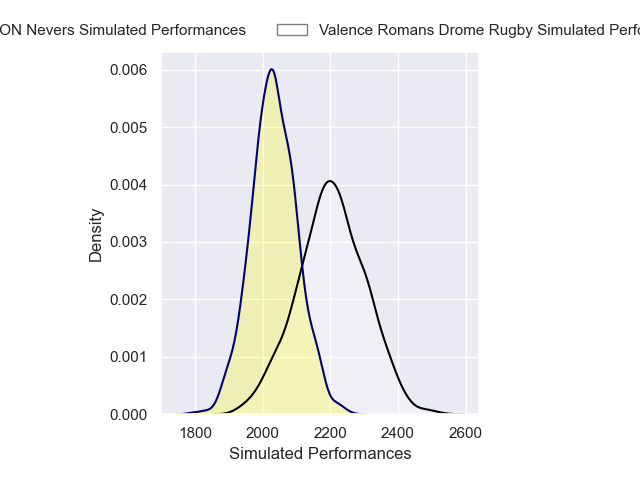 ON Nevers Simulated Performances
Valence Romans Drome Rugby Simulated
0.006
0.005
0.004
0.003
0.002
0.001
0.000
Density
1800 2000 2200 2400 2600
Simulated Performances